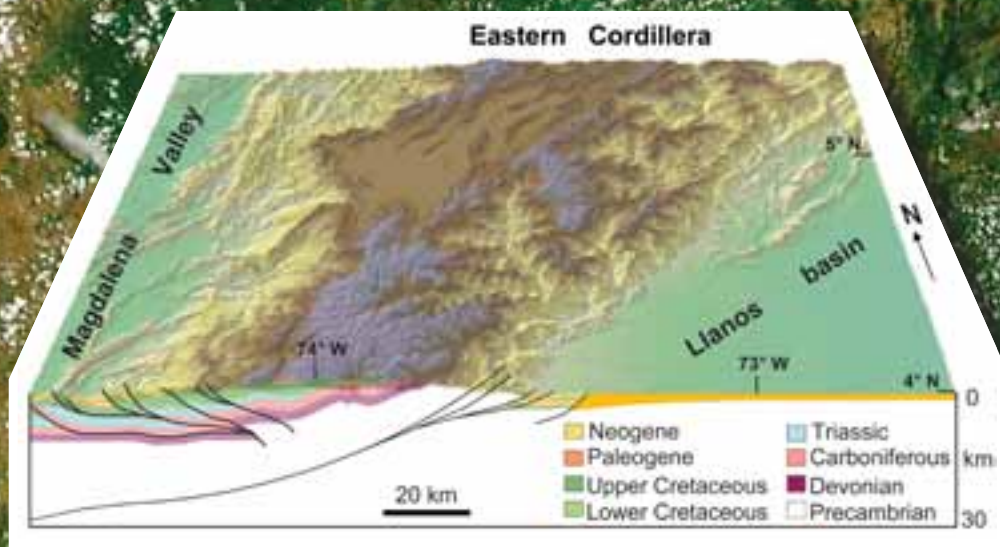 Eastern Cordillera
Valley
Magdalena
5° N
N
basin
Llanos
74° W
73° W
4° N
0
km
30
20 km
Neogene
Paleogene
Upper Cretaceous
Lower Cretaceous
Triassic
Carboniferous
Devonian
Precambrian